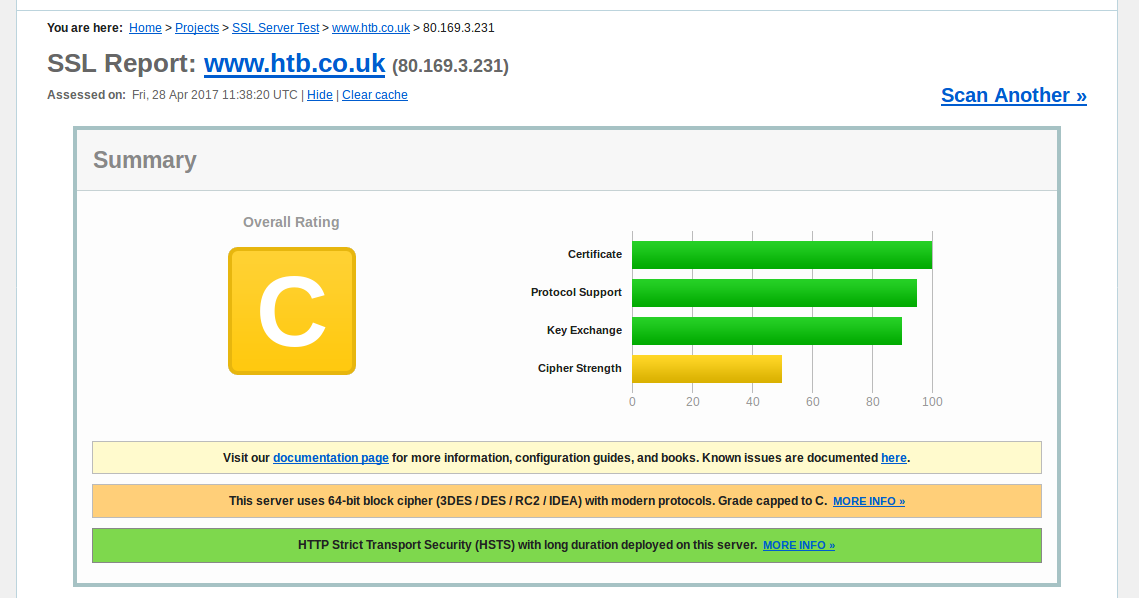 You are here: Home > Projects > SSL Server Test > www.htb.co.uk > 80.169.3.231
SSL Report: www.htb.co.uk (80.169.3.231)
Assessed on: Fri, 28 Apr 2017 11:38:20 UTC | Hide | Clear cache
Scan Another »
Summary
Overall Rating
C
Certificate
Protocol Support
Key Exchange
Cipher Strength
0 20 40 60 80 100
Visit our documentation page for more information, configuration guides, and books. Known issues are documented here.
This server uses 64-bit block cipher (3DES / DES / RC2 / IDEA) with modern protocols. Grade capped to C. MORE INFO »
HTTP Strict Transport Security (HSTS) with long duration deployed on this server. MORE INFO »